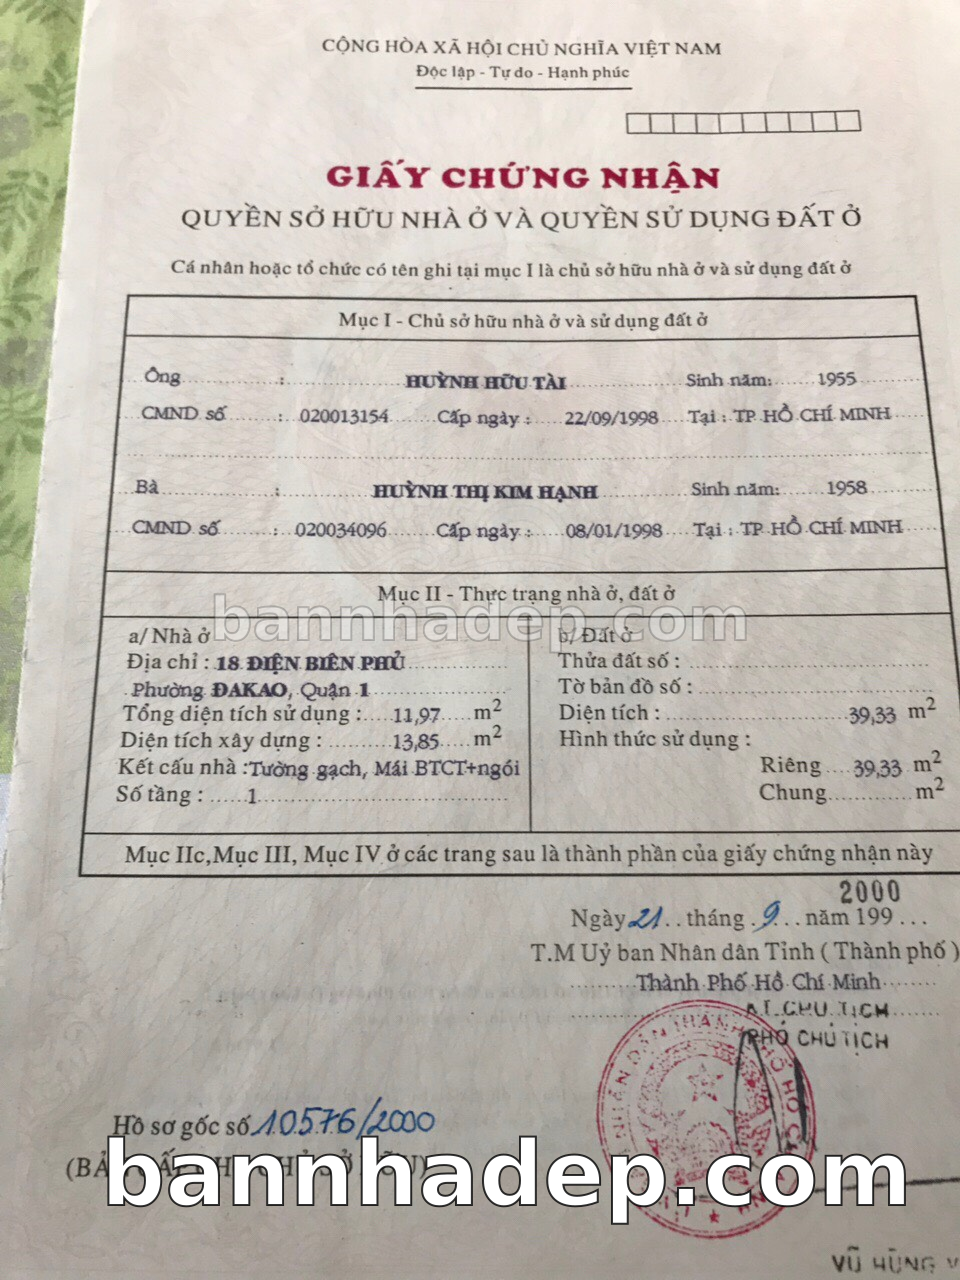 CỘNG HÒA XÃ HỘI CHỦ NGHĨA VIỆT NAM
Độc lập - Tự do - Hạnh phúc
GIẤY CHỨNG NHẬN
QUYỀN SỞ HỮU NHÀ Ở VÀ QUYỀN SỬ DỤNG ĐẤT Ở
Cá nhân hoặc tổ chức có tên ghi tại mục I là chủ sở hữu nhà ở và sử dụng đất ở
Mục I - Chủ sở hữu nhà ở và sử dụng đất ở
Ông : HUỲNH HỮU TÀI Sinh năm: 1955
CMND số : 020013154 Cấp ngày : 22/09/1998 Tại : TP HỒ CHÍ MINH
Bà : HUỲNH THỊ KIM HẠNH Sinh năm: 1958
CMND số : 020034096 Cấp ngày : 08/01/1998 Tại : TP HỒ CHÍ MINH
Mục II - Thực trạng nhà ở, đất ở
bannhadep.com
a/ Nhà ở
Địa chỉ : 18 ĐIỆN BIÊN PHỦ
Phường ĐAKAO, Quận 1
Tổng diện tích sử dụng : 11,97 m2
Diện tích xây dựng : 13,85 m2
Kết cấu nhà : Tường gạch, Mái BTCT+ngói
Số tầng : 1
b/ Đất ở
Thửa đất số :
Tờ bản đồ số :
Diện tích : 39,33 m2
Hình thức sử dụng :
Riêng 39,33 m2
Chung m2
Mục IIc,Mục III, Mục IV ở các trang sau là thành phần của giấy chứng nhận này
2000
Ngày 21 tháng 9 năm 199
T.M Uỷ ban Nhân dân Tỉnh ( Thành phố )
Thành Phố Hồ Chí Minh
CHỦ TỊCH
PHÓ CHỦ TỊCH
Hồ sơ gốc số 10576/2000
bannhadep.com
VŨ HÙNG